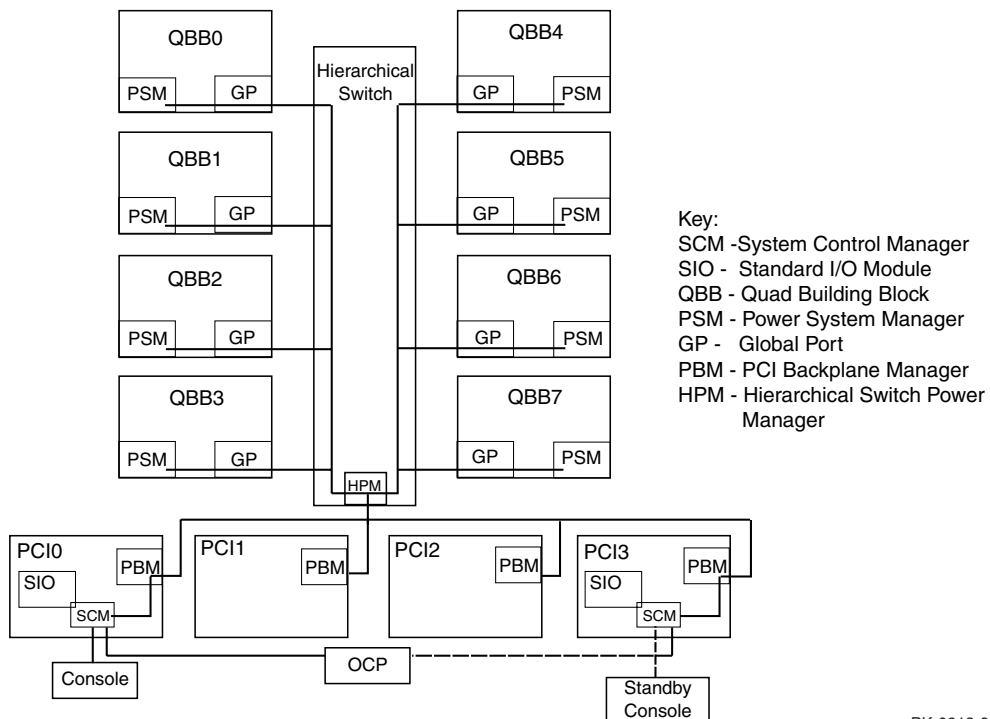 QBB0
PSM
GP
Hierarchical
Switch
QBB4
GP
PSM
QBB1
PSM
GP
QBB5
GP
PSM
QBB2
PSM
GP
QBB6
GP
PSM
QBB3
PSM
GP
QBB7
GP
PSM
HPM
Key:
SCM -System Control Manager
SIO - Standard I/O Module
QBB - Quad Building Block
PSM - Power System Manager
GP - Global Port
PBM - PCI Backplane Manager
HPM - Hierarchical Switch Power
Manager
PCI0
PBM
SIO
SCM
PCI1
PBM
PCI2
PBM
PCI3
PBM
SIO
SCM
Console
OCP
Standby
Console